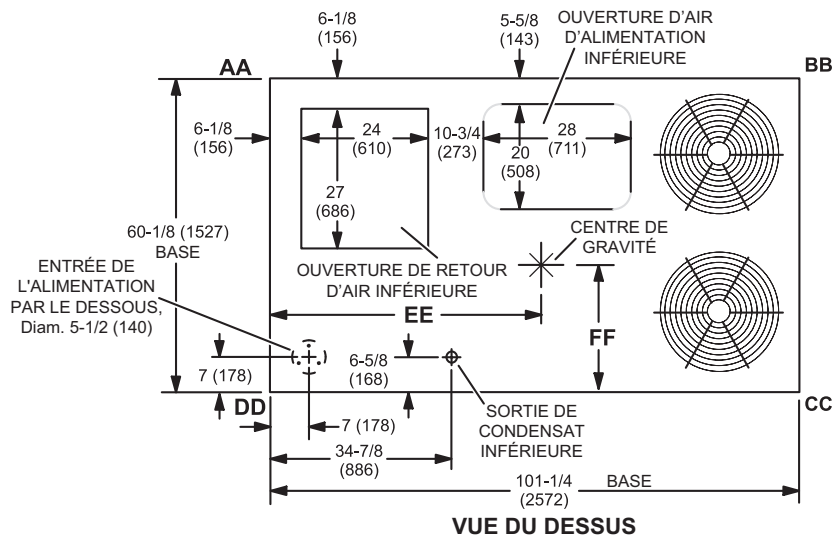 6-1/8
(156)
5-5/8
(143)
OUVERTURE D'AIR
D'ALIMENTATION
INFÉRIEURE
AA
BB
6-1/8
(156)
24
(610)
10-3/4
(273)
28
(711)
20
(508)
27
(686)
60-1/8 (1527)
BASE
CENTRE DE
GRAVITÉ
ENTRÉE DE
L'ALIMENTATION
PAR LE DESSOUS,
Diam. 5-1/2 (140)
OUVERTURE DE RETOUR
D'AIR INFÉRIEURE
EE
FF
7 (178)
6-5/8
(168)
DD
CC
7 (178)
SORTIE DE
CONDENSAT
INFÉRIEURE
34-7/8
(886)
101-1/4
(2572)
BASE
VUE DU DESSUS